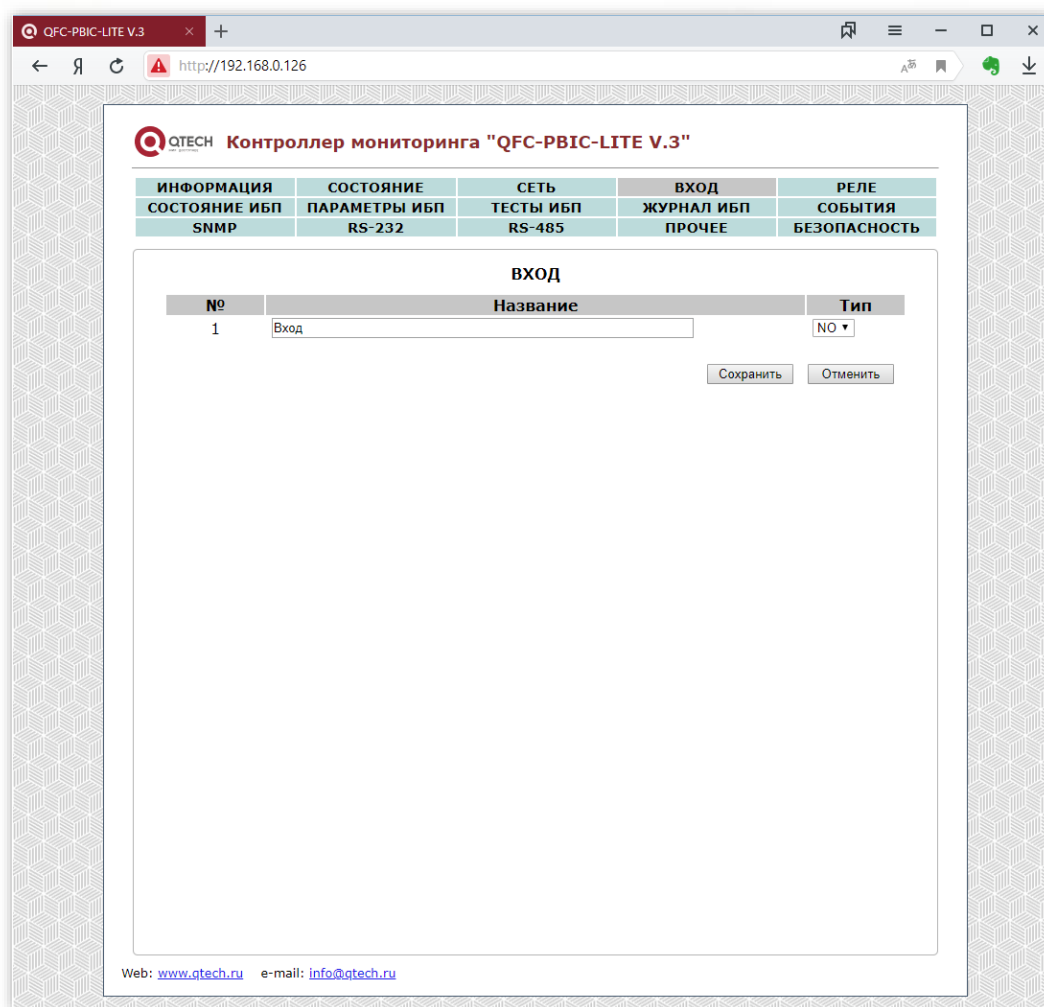 QFC-PBIC-LITE V.3
http://192.168.0.126
QTECH Контроллер мониторинга "QFC-PBIC-LITE V.3"
ИНФОРМАЦИЯ СОСТОЯНИЕ СЕТЬ ВХОД РЕЛЕ
СОСТОЯНИЕ ИБП ПАРАМЕТРЫ ИБП ТЕСТЫ ИБП ЖУРНАЛ ИБП СОБЫТИЯ
SNMP RS-232 RS-485 ПРОЧЕЕ БЕЗОПАСНОСТЬ
ВХОД
№ Название Тип
1 Вход NO
Сохранить Отменить
Web: www.qtech.ru e-mail: info@qtech.ru